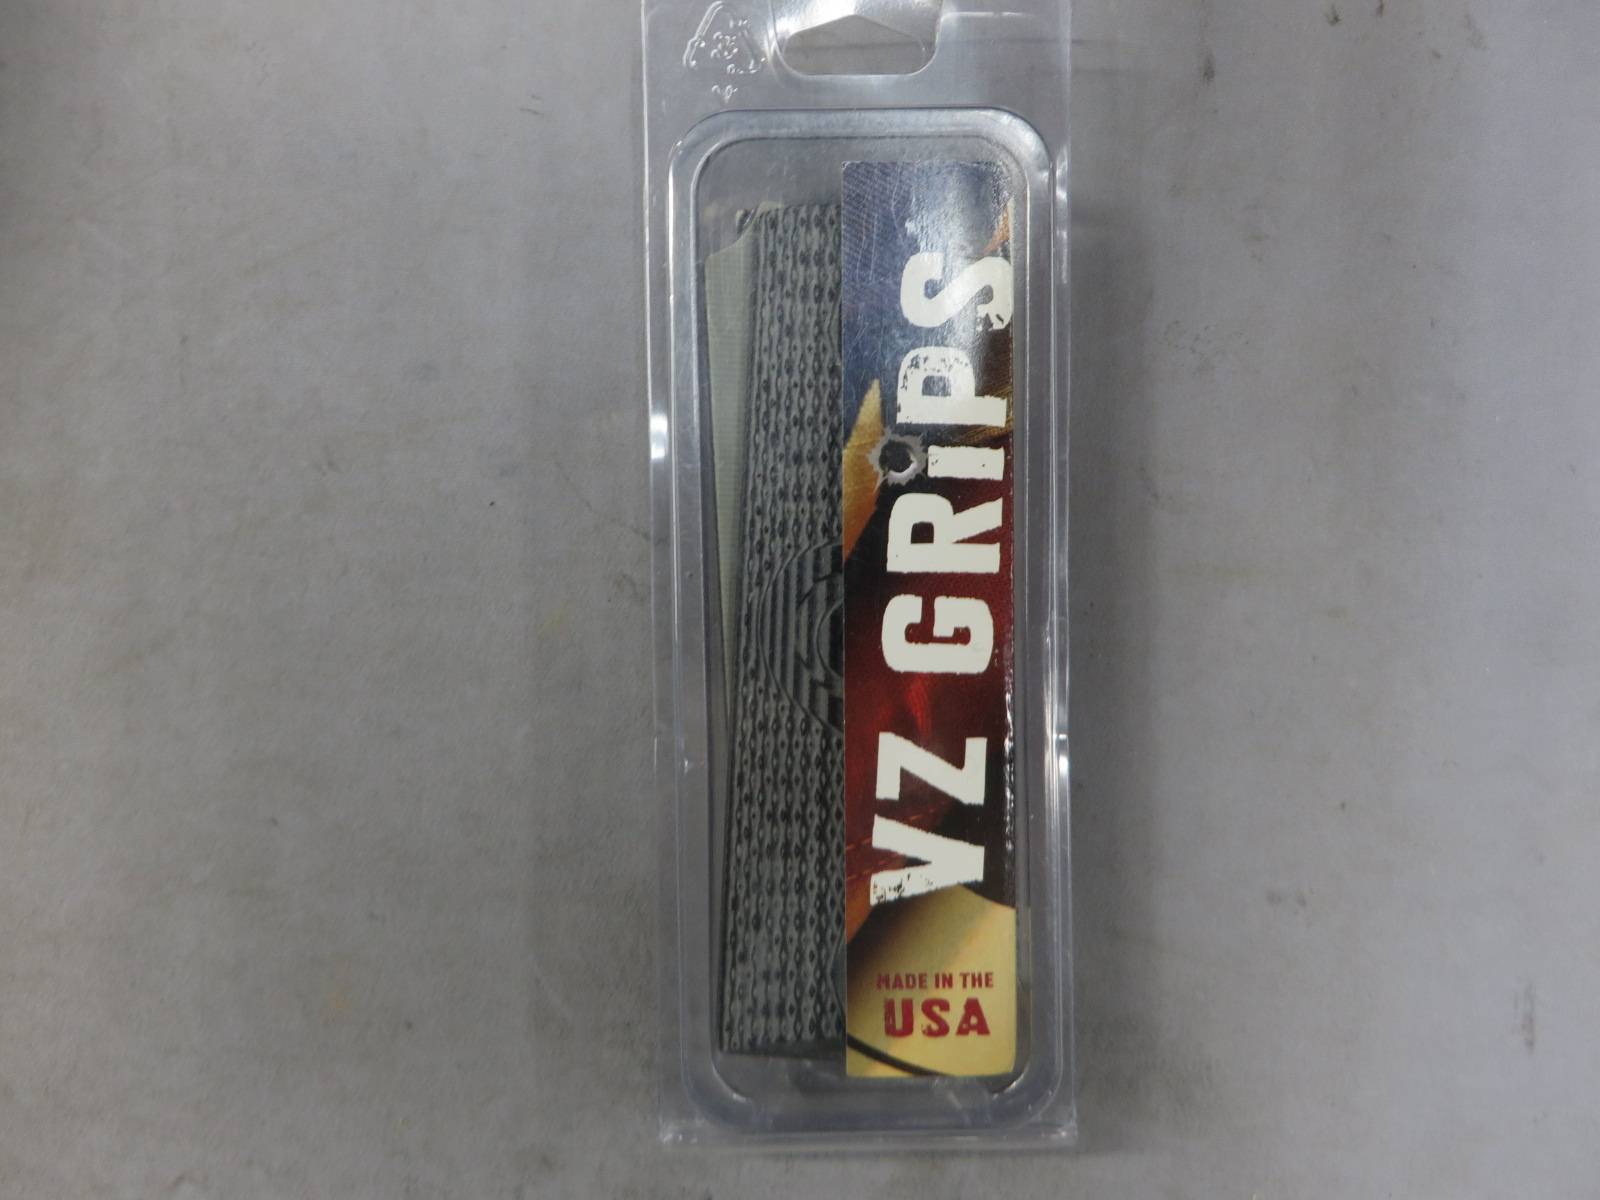 VZ GRIPS
MADE IN THE
USA